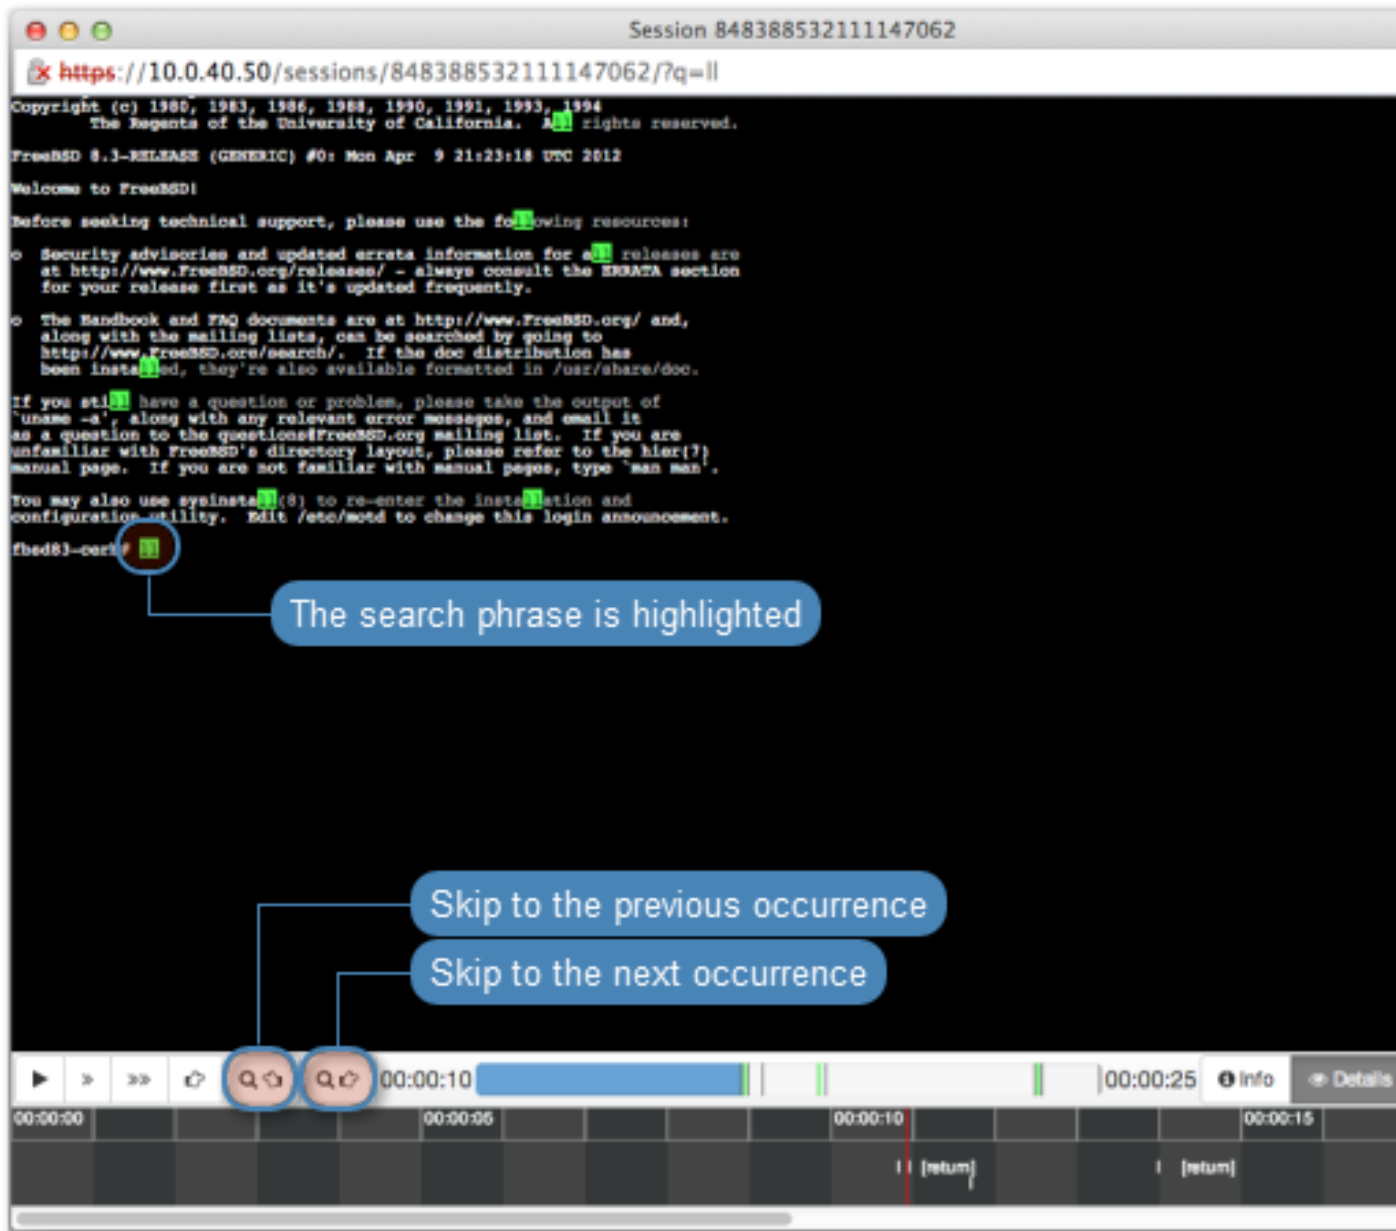 Session 848388532111147062
https://10.0.40.50/sessions/848388532111147062/?q=ll
Copyright (c) 1980, 1983, 1986, 1988, 1990, 1991, 1993, 1994
The Regents of the University of California. All rights reserved.
FreeBSD 8.3-RELEASE (GENERIC) #0: Mon Apr 9 21:23:18 UTC 2012
Welcome to FreeBSD!
Before seeking technical support, please use the following resources:
o Security advisories and updated errata information for all releases are
at http://www.FreeBSD.org/releases/ - always consult the ERRATA section
for your release first as it's updated frequently.
o The Handbook and FAQ documents are at http://www.FreeBSD.org/ and,
along with the mailing lists, can be searched by going to
http://www.FreeBSD.org/search/. If the doc distribution has
been installed, they're also available formatted in /usr/share/doc.
If you still have a question or problem, please take the output of
`uname -a', along with any relevant error messages, and email it
as a question to the questions@FreeBSD.org mailing list. If you are
unfamiliar with FreeBSD's directory layout, please refer to the hier(7)
manual page. If you are not familiar with manual pages, type `man man'.
You may also use sysinstall(8) to re-enter the installation and
configuration utility. Edit /etc/motd to change this login announcement.
fbsd83-cerb# ll
The search phrase is highlighted
Skip to the previous occurrence
Skip to the next occurrence
00:00:10
00:00:25
Info
Details
00:00:00
00:00:05
00:00:10
00:00:15
l l [return]
l [return]